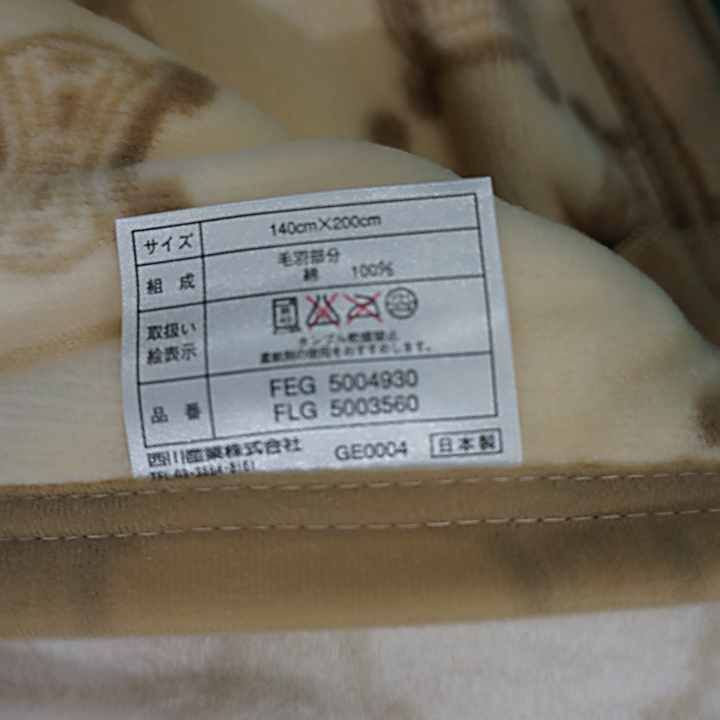 サイズ 140cm×200cm
組成 毛羽部分
綿 100%
取扱い
絵表示
タンブル乾燥禁止
柔軟剤の使用をおすすめします。
品番 FEG 5004930
FLG 5003560
西川産業株式会社 GE0004 日本製